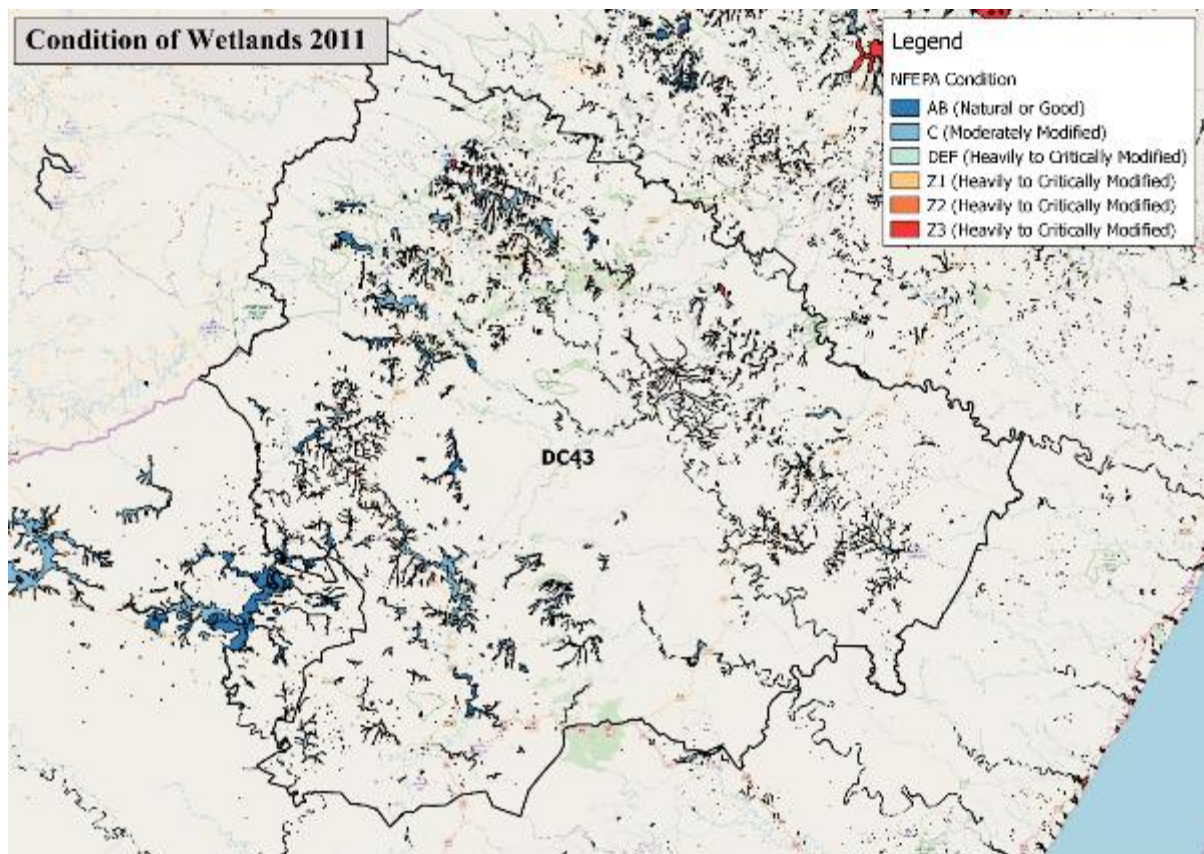 Condition of Wetlands 2011
Legend
NFEPA Condition
AB (Natural or Good)
C (Moderately Modified)
DEF (Heavily to Critically Modified)
Z1 (Heavily to Critically Modified)
Z2 (Heavily to Critically Modified)
Z3 (Heavily to Critically Modified)
DC43